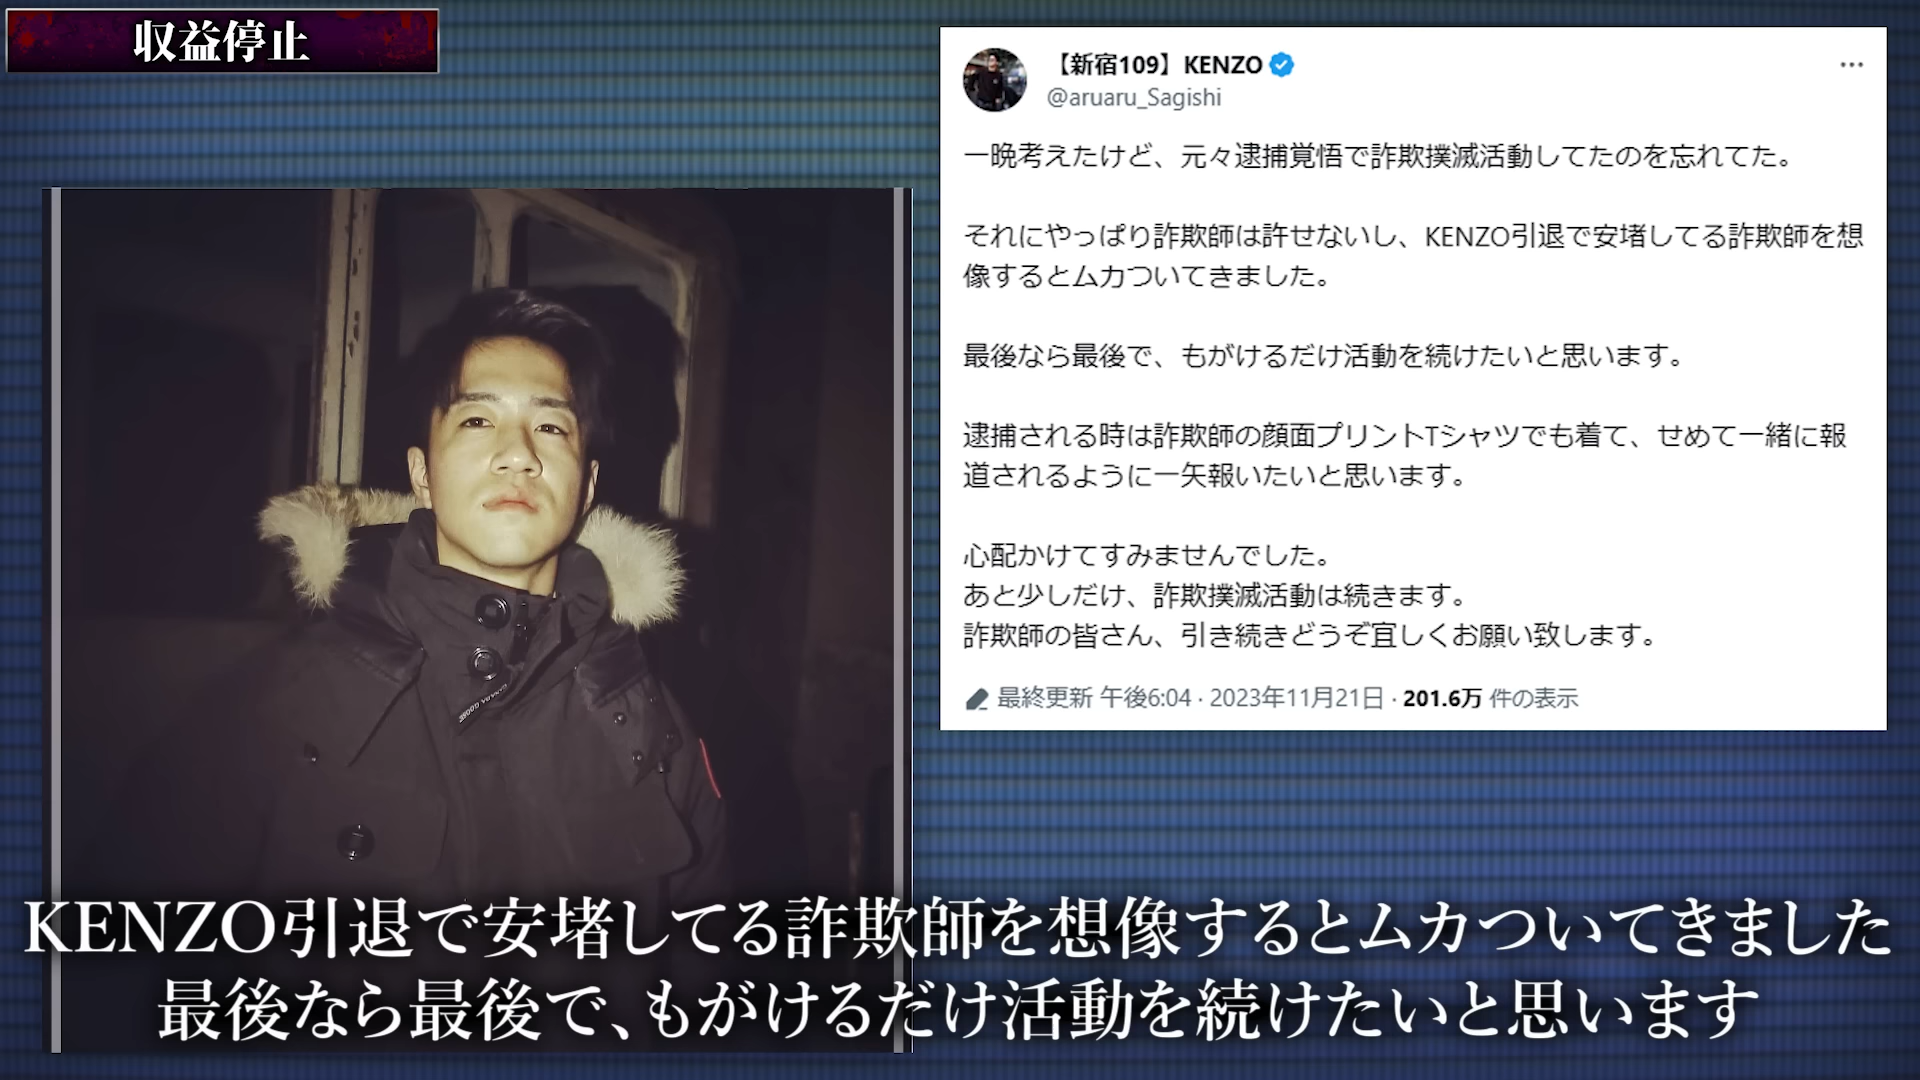 収益停止
【新宿109】KENZO
@aruaru_Sagishi
一晩考えたけど、元々逮捕覚悟で詐欺撲滅活動してたのを忘れてた。
それにやっぱり詐欺師は許せないし、KENZO引退で安堵してる詐欺師を想
像するとムカついてきました。
最後なら最後で、もがけるだけ活動を続けたいと思います。
逮捕される時は詐欺師の顔面プリントTシャツでも着て、せめて一緒に報
道されるように一矢報いたいと思います。
心配かけてすみませんでした。
あと少しだけ、詐欺撲滅活動は続きます。
詐欺師の皆さん、引き続きどうぞ宜しくお願い致します。
最終更新 午後6:04 · 2023年11月21日 · 201.6万 件の表示
KENZO引退で安堵してる詐欺師を想像するとムカついてきました
最後なら最後で、もがけるだけ活動を続けたいと思います